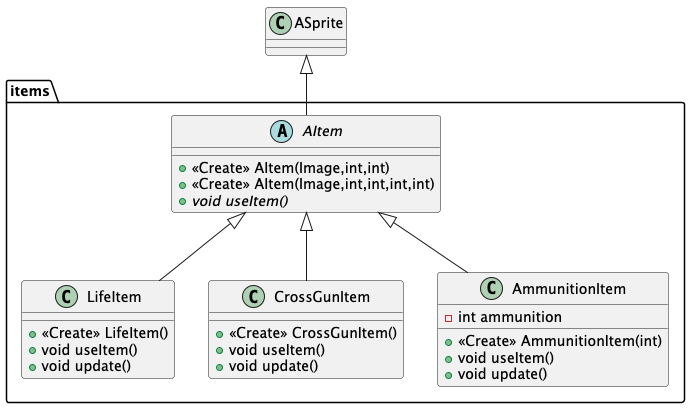 C ASprite
items
A AItem
«Create» AItem(Image,int,int)
«Create» AItem(Image,int,int,int,int)
void useItem()
C LifeItem
«Create» LifeItem()
void useItem()
void update()
C CrossGunItem
«Create» CrossGunItem()
void useItem()
void update()
C AmmunitionItem
int ammunition
«Create» AmmunitionItem(int)
void useItem()
void update()